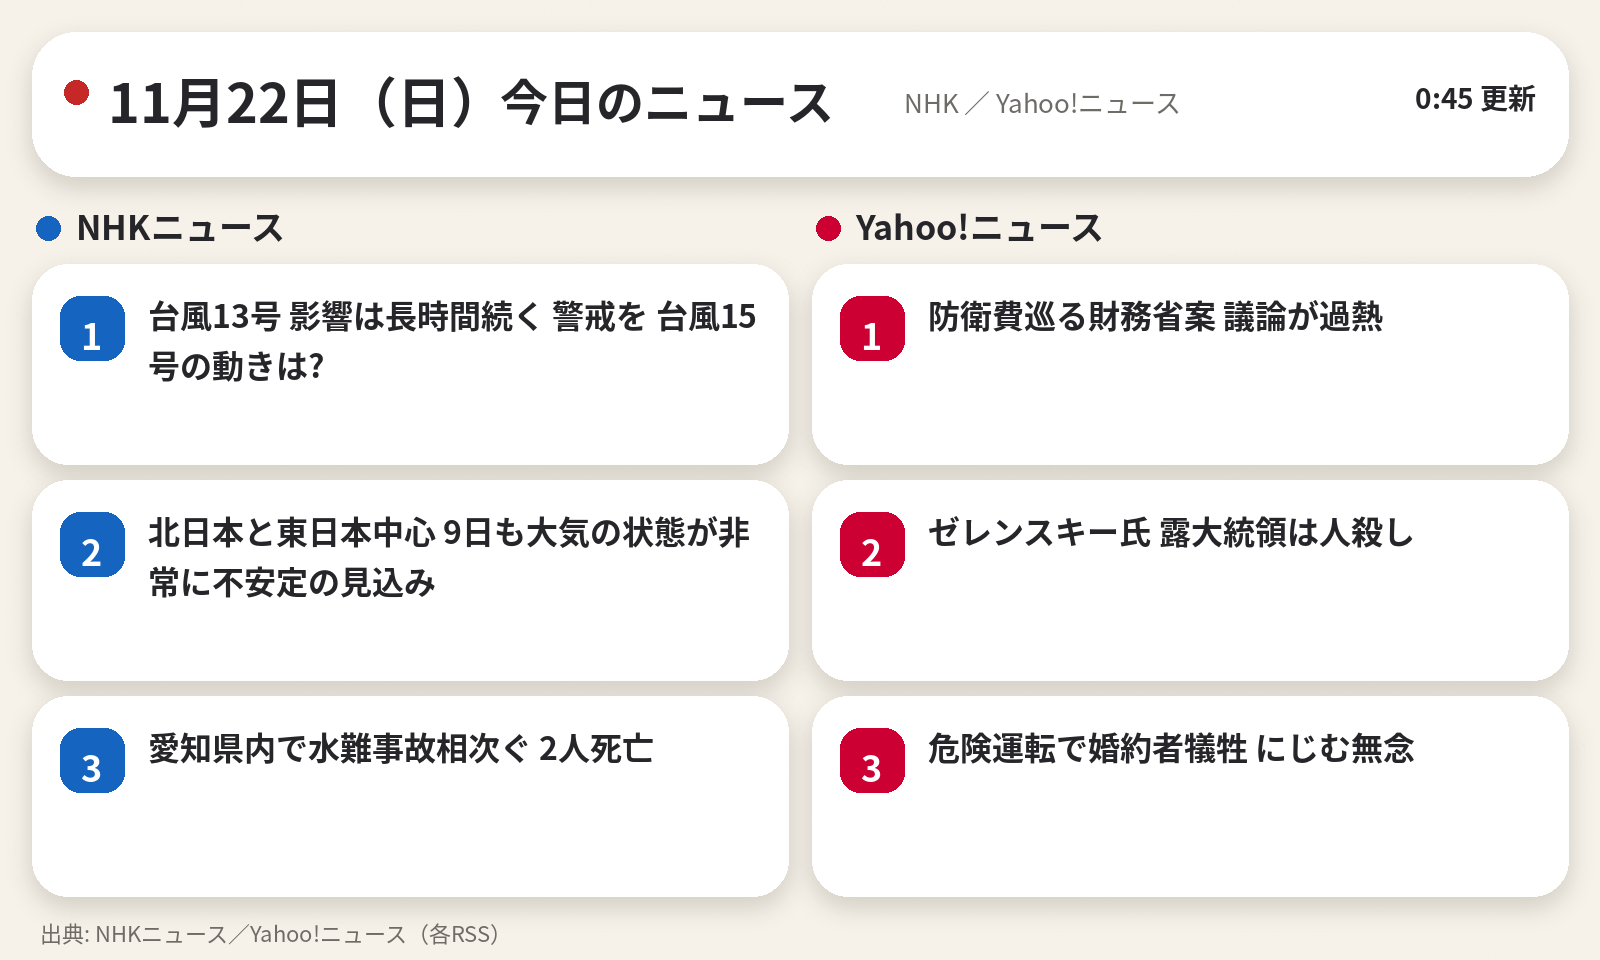 11月22日（日）今日のニュース
NHK ／ Yahoo!ニュース
0:45 更新
NHKニュース
1
台風13号 影響は長時間続く 警戒を 台風15
号の動きは?
2
北日本と東日本中心 9日も大気の状態が非
常に不安定の見込み
3
愛知県内で水難事故相次ぐ 2人死亡
Yahoo!ニュース
1
防衛費巡る財務省案 議論が過熱
2
ゼレンスキー氏 露大統領は人殺し
3
危険運転で婚約者犠牲 にじむ無念
出典: NHKニュース／Yahoo!ニュース（各RSS）